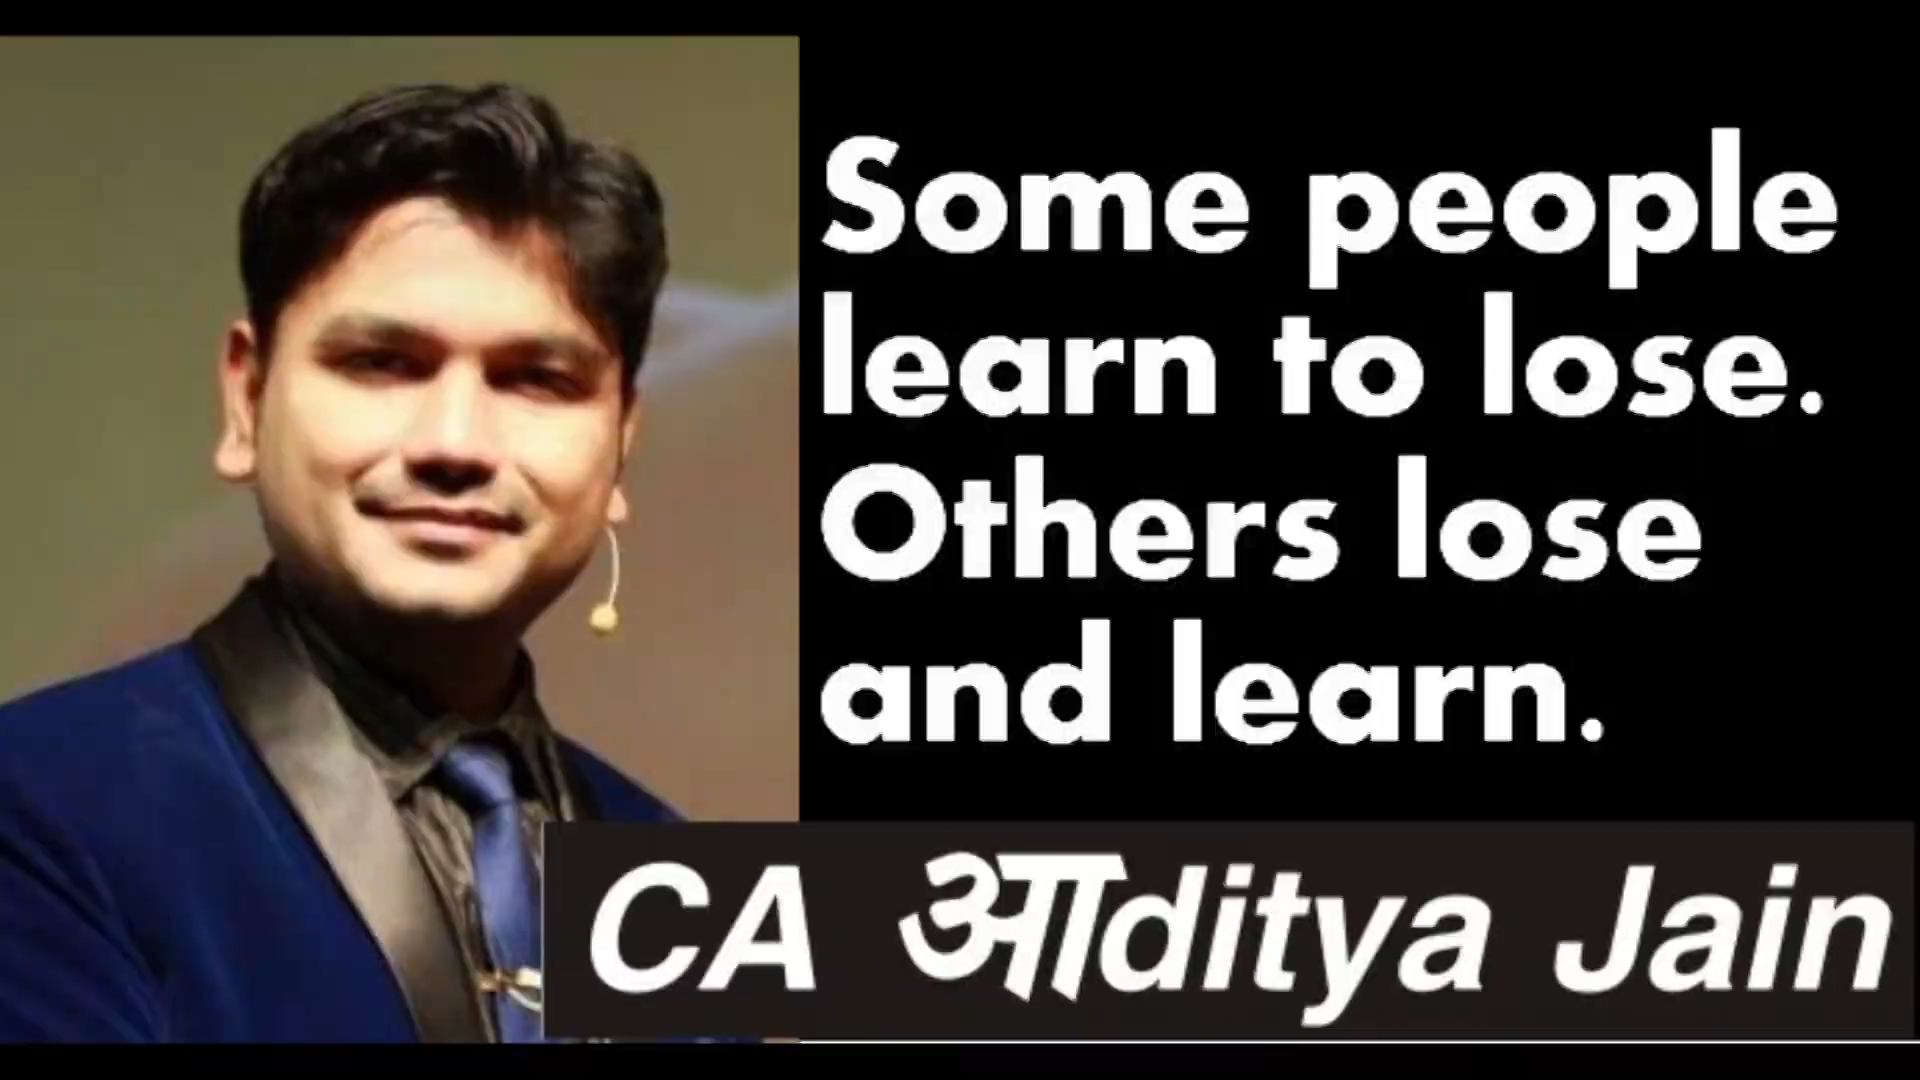 Some people
learn to lose.
Others lose
and learn.
CA आditya Jain